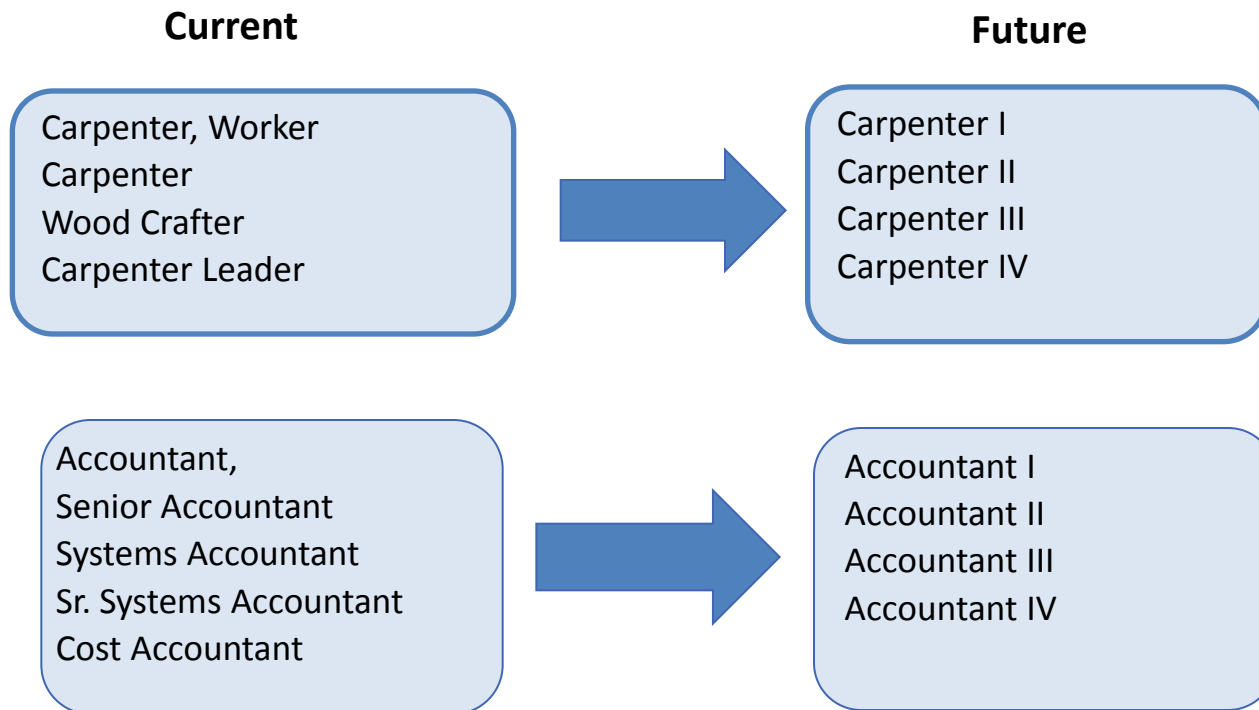 Current
Future
Carpenter, Worker
Carpenter
Wood Crafter
Carpenter Leader
Carpenter I
Carpenter II
Carpenter III
Carpenter IV
Accountant,
Senior Accountant
Systems Accountant
Sr. Systems Accountant
Cost Accountant
Accountant I
Accountant II
Accountant III
Accountant IV